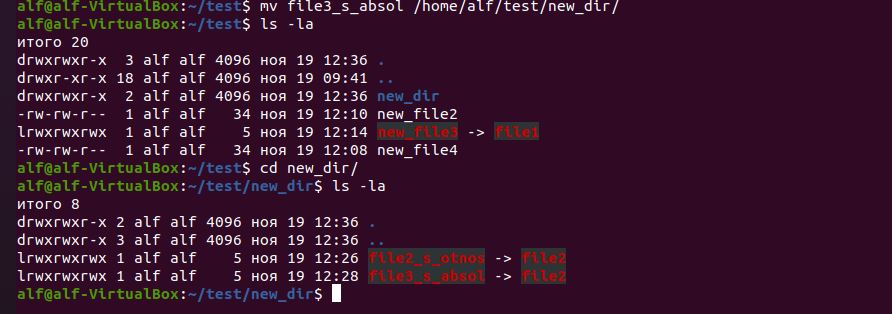 alf@alf-VirtualBox:~/test$ mv file3_s_absol /home/alf/test/new_dir/
alf@alf-VirtualBox:~/test$ ls -la
итого 20
drwxrwxr-x  3 alf alf 4096 ноя 19 12:36 .
drwxr-xr-x 18 alf alf 4096 ноя 19 09:41 ..
drwxrwxr-x  2 alf alf 4096 ноя 19 12:36 new_dir
-rw-rw-r--  1 alf alf   34 ноя 19 12:10 new_file2
lrwxrwxrwx  1 alf alf    5 ноя 19 12:14 new_file3 -> file1
-rw-rw-r--  1 alf alf   34 ноя 19 12:08 new_file4
alf@alf-VirtualBox:~/test$ cd new_dir/
alf@alf-VirtualBox:~/test/new_dir$ ls -la
итого 8
drwxrwxr-x 2 alf alf 4096 ноя 19 12:36 .
drwxrwxr-x 3 alf alf 4096 ноя 19 12:36 ..
lrwxrwxrwx 1 alf alf    5 ноя 19 12:26 file2_s_otnos -> file2
lrwxrwxrwx 1 alf alf    5 ноя 19 12:28 file3_s_absol -> file2
alf@alf-VirtualBox:~/test/new_dir$